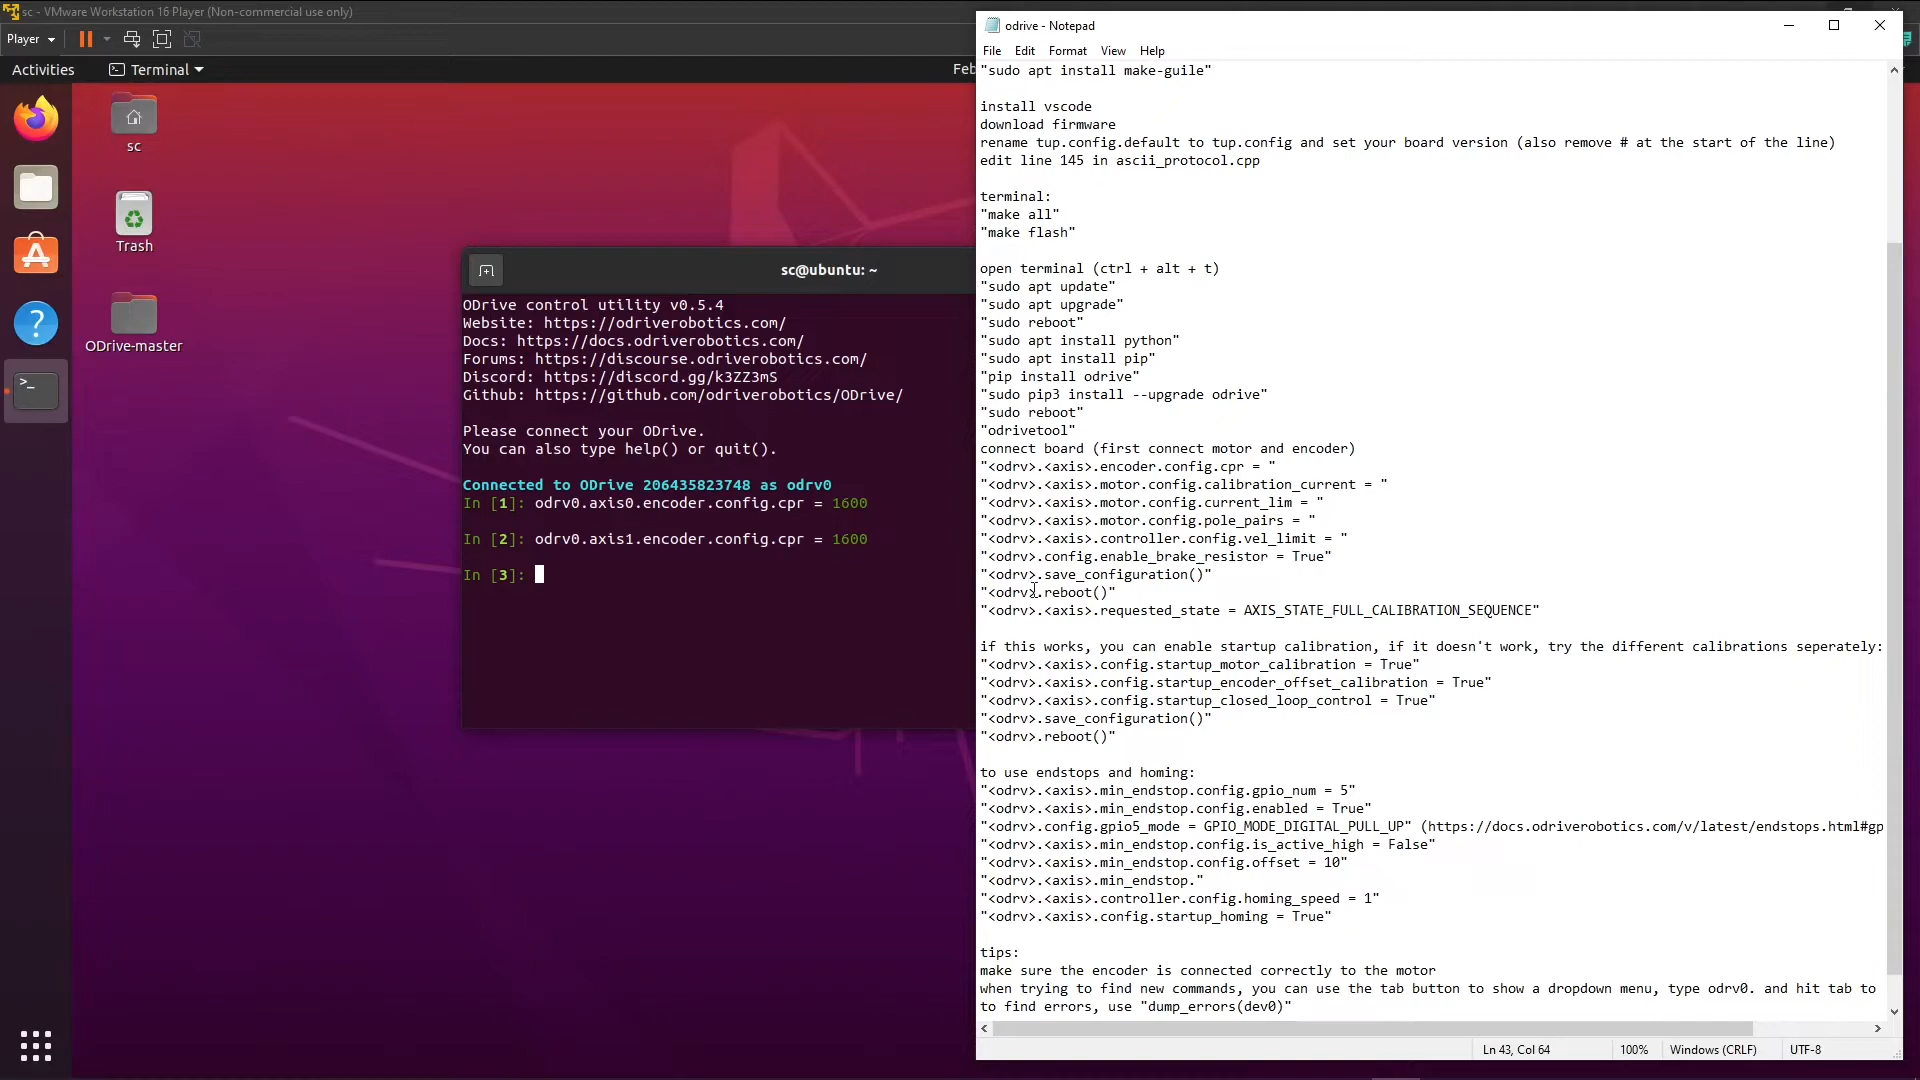 sc - VMware Workstation 16 Player (Non-commercial use only)
Player
Activities
Terminal
Feb
sc
Trash
ODrive-master
sc@ubuntu: ~
ODrive control utility v0.5.4
Website: https://odriverobotics.com/
Docs: https://docs.odriverobotics.com/
Forums: https://discourse.odriverobotics.com/
Discord: https://discord.gg/k3ZZ3mS
Github: https://github.com/odriverobotics/ODrive/
Please connect your ODrive.
You can also type help() or quit().
Connected to ODrive 206435823748 as odrv0
In [1]: odrv0.axis0.encoder.config.cpr = 1600
In [2]: odrv0.axis1.encoder.config.cpr = 1600
In [3]:
odrive - Notepad
File Edit Format View Help
"sudo apt install make-guile"
install vscode
download firmware
rename tup.config.default to tup.config and set your board version (also remove # at the start of the line)
edit line 145 in ascii_protocol.cpp
terminal:
"make all"
"make flash"
open terminal (ctrl + alt + t)
"sudo apt update"
"sudo apt upgrade"
"sudo reboot"
"sudo apt install python"
"sudo apt install pip"
"pip install odrive"
"sudo pip3 install --upgrade odrive"
"sudo reboot"
"odrivetool"
connect board (first connect motor and encoder)
"<odrv>.<axis>.encoder.config.cpr = "
"<odrv>.<axis>.motor.config.calibration_current = "
"<odrv>.<axis>.motor.config.current_lim = "
"<odrv>.<axis>.motor.config.pole_pairs = "
"<odrv>.<axis>.controller.config.vel_limit = "
"<odrv>.config.enable_brake_resistor = True"
"<odrv>.save_configuration()"
"<odrv>.reboot()"
"<odrv>.<axis>.requested_state = AXIS_STATE_FULL_CALIBRATION_SEQUENCE"
if this works, you can enable startup calibration, if it doesn't work, try the different calibrations seperately:
"<odrv>.<axis>.config.startup_motor_calibration = True"
"<odrv>.<axis>.config.startup_encoder_offset_calibration = True"
"<odrv>.<axis>.config.startup_closed_loop_control = True"
"<odrv>.save_configuration()"
"<odrv>.reboot()"
to use endstops and homing:
"<odrv>.<axis>.min_endstop.config.gpio_num = 5"
"<odrv>.<axis>.min_endstop.config.enabled = True"
"<odrv>.config.gpio5_mode = GPIO_MODE_DIGITAL_PULL_UP" (https://docs.odriverobotics.com/v/latest/endstops.html#gp
"<odrv>.<axis>.min_endstop.config.is_active_high = False"
"<odrv>.<axis>.min_endstop.config.offset = 10"
"<odrv>.<axis>.min_endstop."
"<odrv>.<axis>.controller.config.homing_speed = 1"
"<odrv>.<axis>.config.startup_homing = True"
tips:
make sure the encoder is connected correctly to the motor
when trying to find new commands, you can use the tab button to show a dropdown menu, type odrv0. and hit tab to
to find errors, use "dump_errors(dev0)"
Ln 43, Col 64
100%
Windows (CRLF)
UTF-8